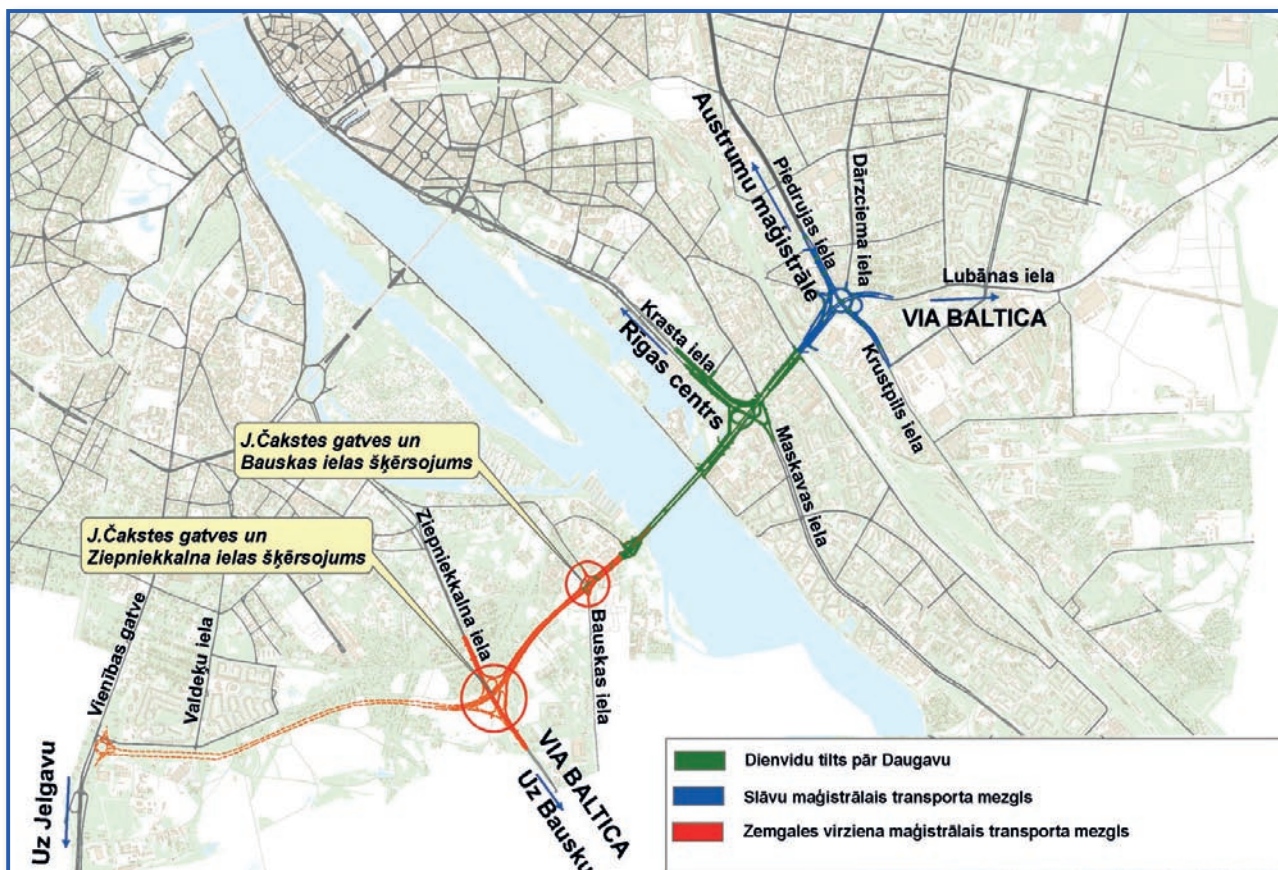 Austrumu maģistrāle
Piedrujas iela
Dārzciema iela
Lubānas iela
VIA BALTICA
Krasta iela
Rīgas centrs
Krustpils iela
Maskavas iela
J.Čakstes gatves un
Bauskas ielas šķērsojums
J.Čakstes gatves un
Ziepniekkalna ielas šķērsojums
Ziepniekkalna iela
Bauskas iela
Vienības gatve
Valdeķu iela
Uz Jelgavu
VIA BALTICA
Uz Bausku
Dienvidu tilts pār Daugavu
Slāvu maģistrālais transporta mezgls
Zemgales virziena maģistrālais transporta mezgls